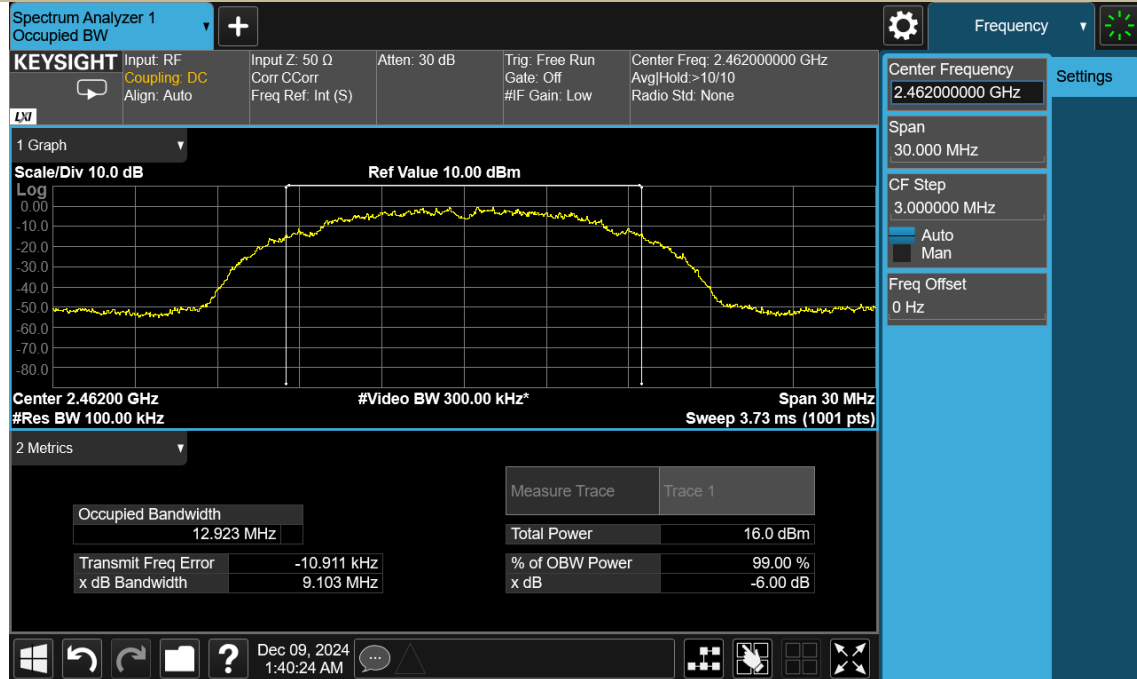 Spectrum Analyzer 1
Occupied BW
Frequency
KEYSIGHT
LXI
Input: RF
Coupling: DC
Align: Auto
Input Z: 50 Ω
Corr CCorr
Freq Ref: Int (S)
Atten: 30 dB
Trig: Free Run
Gate: Off
#IF Gain: Low
Center Freq: 2.462000000 GHz
Avg|Hold:>10/10
Radio Std: None
Center Frequency
2.462000000 GHz
Settings
Span
30.000 MHz
CF Step
3.000000 MHz
Auto
Man
Freq Offset
0 Hz
1 Graph
Scale/Div 10.0 dB
Ref Value 10.00 dBm
Log
0.00
-10.0
-20.0
-30.0
-40.0
-50.0
-60.0
-70.0
-80.0
Center 2.46200 GHz
#Video BW 300.00 kHz*
Span 30 MHz
#Res BW 100.00 kHz
Sweep 3.73 ms (1001 pts)
2 Metrics
Measure Trace
Trace 1
Occupied Bandwidth
12.923 MHz
Total Power
16.0 dBm
Transmit Freq Error
-10.911 kHz
% of OBW Power
99.00 %
x dB Bandwidth
9.103 MHz
x dB
-6.00 dB
?
Dec 09, 2024
1:40:24 AM